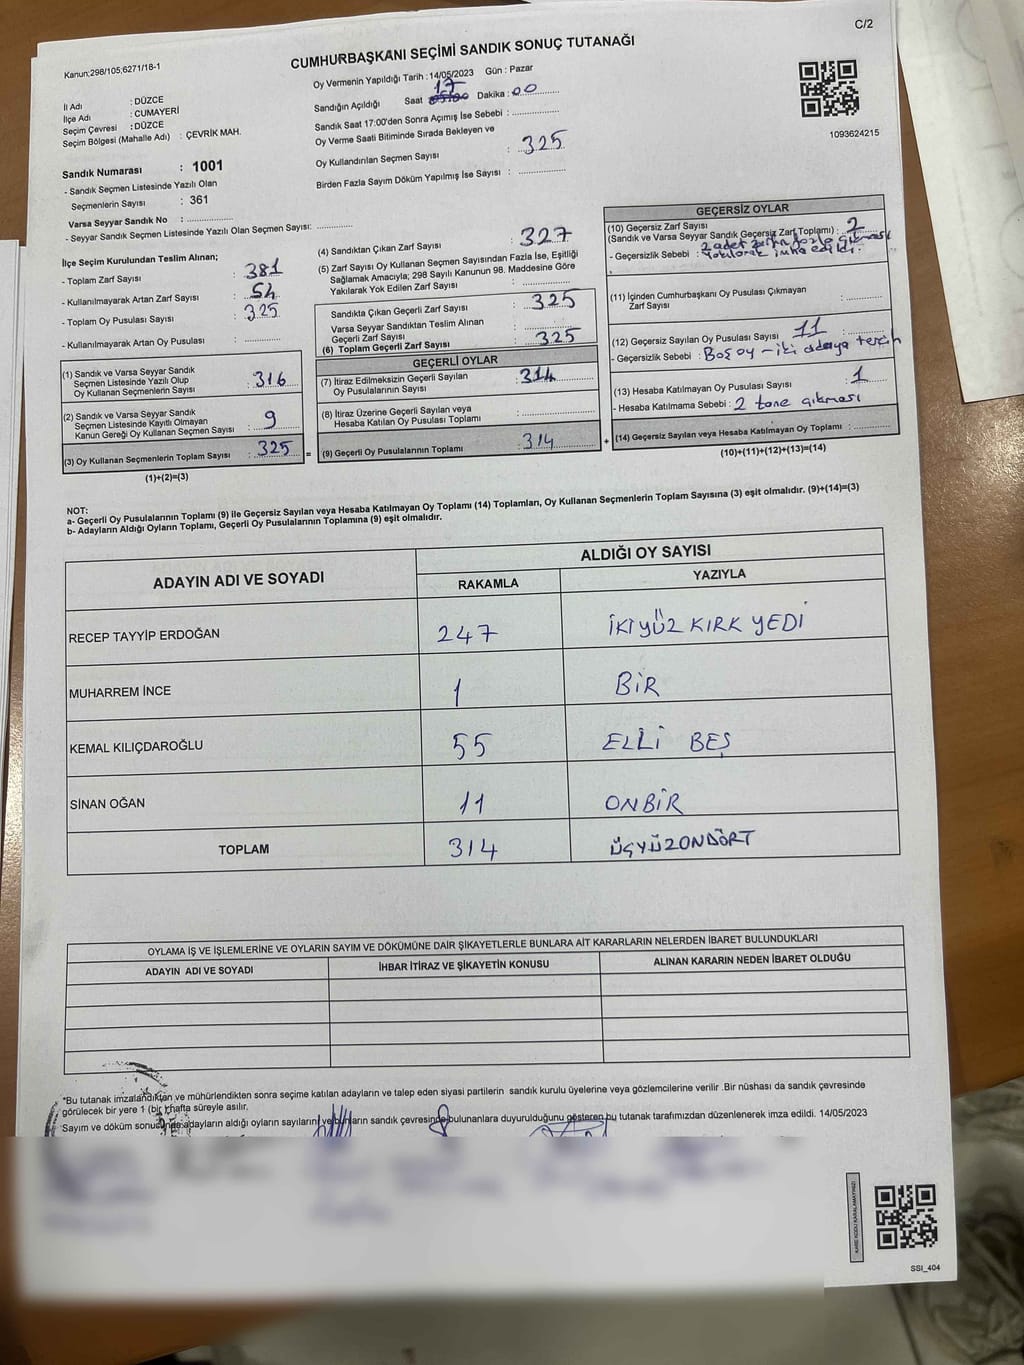 C/2
Kanun:298/105;6271/18-1
CUMHURBAŞKANI SEÇİMİ SANDIK SONUÇ TUTANAĞI
İl Adı : DÜZCE
İlçe Adı : CUMAYERİ
Seçim Çevresi : DÜZCE
Seçim Bölgesi (Mahalle Adı) : ÇEVRİK MAH.
Sandık Numarası : 1001
- Sandık Seçmen Listesinde Yazılı Olan
Seçmenlerin Sayısı : 361
Varsa Seyyar Sandık No : ..................
- Seyyar Sandık Seçmen Listesinde Yazılı Olan Seçmen Sayısı: ..............
Oy Vermenin Yapıldığı Tarih : 14/05/2023 Gün : Pazar
Sandığın Açıldığı Saat 17 Dakika : 00
Sandık Saat 17:00'den Sonra Açımış İse Sebebi : ..............
Oy Verme Saati Bitiminde Sırada Bekleyen ve
Oy Kullandırılan Seçmen Sayısı : 325
Birden Fazla Sayım Döküm Yapılmış İse Sayısı : ..............
1093624215
İlçe Seçim Kurulundan Teslim Alınan;
- Toplam Zarf Sayısı : 381
- Kullanılmayarak Artan Zarf Sayısı : 54
- Toplam Oy Pusulası Sayısı : 325
- Kullanılmayarak Artan Oy Pusulası : ..............
(4) Sandıktan Çıkan Zarf Sayısı : 327
(5) Zarf Sayısı Oy Kullanan Seçmen Sayısından Fazla İse, Eşitliği
Sağlamak Amacıyla; 298 Sayılı Kanunun 98. Maddesine Göre
Yakılarak Yok Edilen Zarf Sayısı : ..............
Sandıkta Çıkan Geçerli Zarf Sayısı : 325
Varsa Seyyar Sandıktan Teslim Alınan
Geçerli Zarf Sayısı : ..............
(6) Toplam Geçerli Zarf Sayısı : 325
GEÇERSİZ OYLAR
(10) Geçersiz Zarf Sayısı
(Sandık ve Varsa Seyyar Sandık Geçersiz Zarf Toplamı) : 2
- Geçersizlik Sebebi : 2 adet zarfın fazla çıkması
yakılarak imha edildi.
(11) İçinden Cumhurbaşkanı Oy Pusulası Çıkmayan
Zarf Sayısı : ..............
(12) Geçersiz Sayılan Oy Pusulası Sayısı : 11
- Geçersizlik Sebebi : Boş oy - iki adaya tercih
(13) Hesaba Katılmayan Oy Pusulası Sayısı : 1
- Hesaba Katılmama Sebebi : 2 tane çıkması
(14) Geçersiz Sayılan veya Hesaba Katılmayan Oy Toplamı : ..............
(10)+(11)+(12)+(13)=(14)
(1) Sandık ve Varsa Seyyar Sandık
Seçmen Listesinde Yazılı Olup
Oy Kullanan Seçmenlerin Sayısı : 316
(2) Sandık ve Varsa Seyyar Sandık
Seçmen Listesinde Kayıtlı Olmayan
Kanun Gereği Oy Kullanan Seçmen Sayısı : 9
(3) Oy Kullanan Seçmenlerin Toplam Sayısı : 325 =
(1)+(2)=(3)
GEÇERLİ OYLAR
(7) İtiraz Edilmeksizin Geçerli Sayılan
Oy Pusulalarının Sayısı : 314
(8) İtiraz Üzerine Geçerli Sayılan veya
Hesaba Katılan Oy Pusulası Toplamı : ..............
(9) Geçerli Oy Pusulalarının Toplamı : 314 +
NOT:
a- Geçerli Oy Pusulalarının Toplamı (9) ile Geçersiz Sayılan veya Hesaba Katılmayan Oy Toplamı (14) Toplamları, Oy Kullanan Seçmenlerin Toplam Sayısına (3) eşit olmalıdır. (9)+(14)=(3)
b- Adayların Aldığı Oyların Toplamı, Geçerli Oy Pusulalarının Toplamına (9) eşit olmalıdır.
ADAYIN ADI VE SOYADI ALDIĞI OY SAYISI
RAKAMLA YAZIYLA
RECEP TAYYİP ERDOĞAN 247 İKİYÜZ KIRK YEDİ
MUHARREM İNCE 1 BİR
KEMAL KILIÇDAROĞLU 55 ELLİ BEŞ
SİNAN OĞAN 11 ONBİR
TOPLAM 314 ÜÇYÜZONDÖRT
OYLAMA İŞ VE İŞLEMLERİNE VE OYLARIN SAYIM VE DÖKÜMÜNE DAİR ŞİKAYETLERLE BUNLARA AİT KARARLARIN NELERDEN İBARET BULUNDUKLARI
ADAYIN ADI VE SOYADI İHBAR İTİRAZ VE ŞİKAYETİN KONUSU ALINAN KARARIN NEDEN İBARET OLDUĞU
*Bu tutanak imzalandıktan ve mühürlendikten sonra seçime katılan adayların ve talep eden siyasi partilerin sandık kurulu üyelerine veya gözlemcilerine verilir .Bir nüshası da sandık çevresinde
görülecek bir yere 1 (bir) hafta süreyle asılır.
Sayım ve döküm sonucunda adayların aldığı oyların sayılarını ve bunların sandık çevresinde bulunanlara duyurulduğunu gösteren bu tutanak tarafımızdan düzenlenerek imza edildi. 14/05/2023
KARE KODU KARALAMAYINIZ!
SSI_404